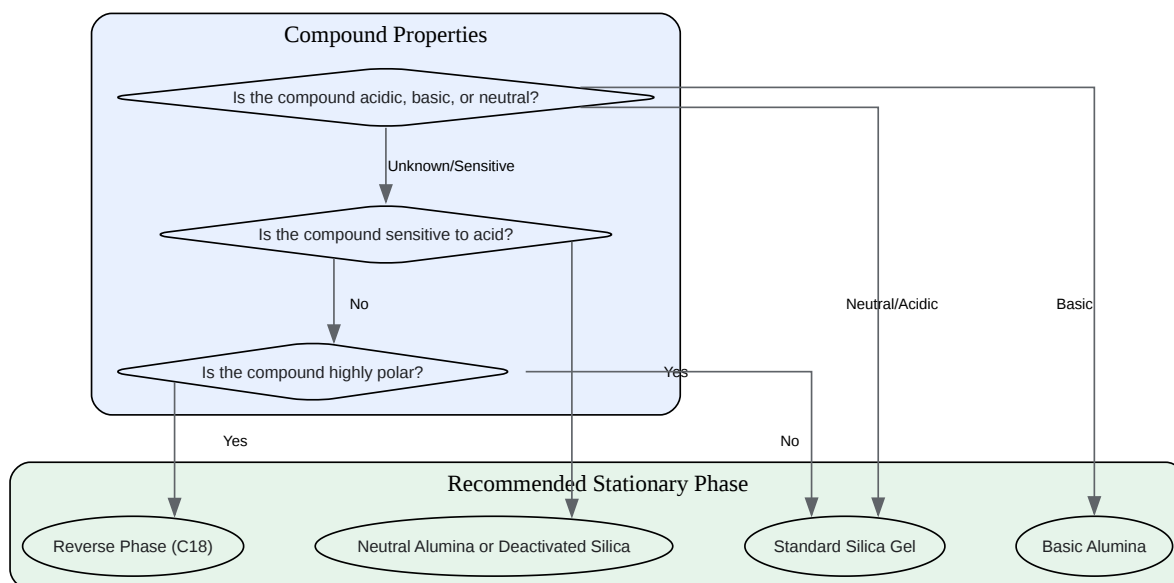 Compound Properties
Is the compound acidic, basic, or neutral?
Unknown/Sensitive
Is the compound sensitive to acid?
No
Neutral/Acidic
Basic
Is the compound highly polar?
Yes
Yes
No
Recommended Stationary Phase
Reverse Phase (C18)
Neutral Alumina or Deactivated Silica
Standard Silica Gel
Basic Alumina